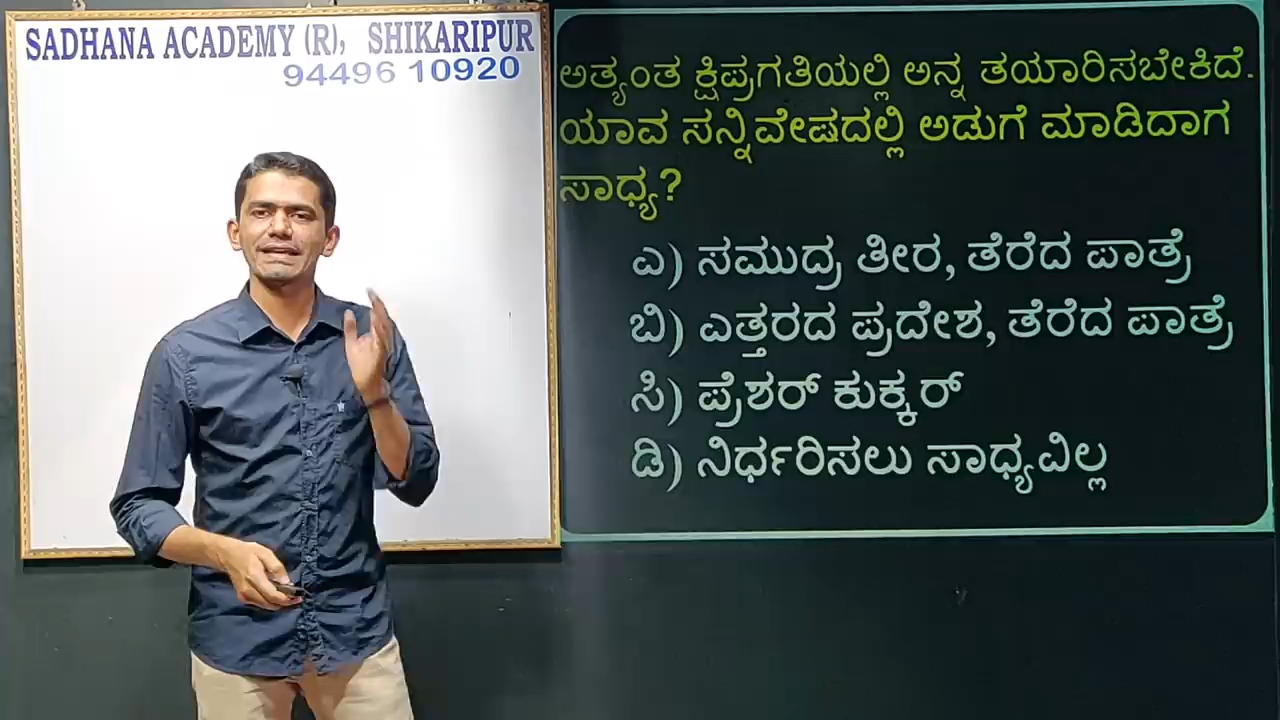 SADHANA ACADEMY (R), SHIKARIPUR
94496 10920
ಅತ್ಯಂತ ಕ್ಷಿಪ್ರಗತಿಯಲ್ಲಿ ಅನ್ನ ತಯಾರಿಸಬೇಕಿದೆ.
ಯಾವ ಸನ್ನಿವೇಷದಲ್ಲಿ ಅಡುಗೆ ಮಾಡಿದಾಗ
ಸಾಧ್ಯ?
ಎ) ಸಮುದ್ರ ತೀರ, ತೆರೆದ ಪಾತ್ರೆ
ಬಿ) ಎತ್ತರದ ಪ್ರದೇಶ, ತೆರೆದ ಪಾತ್ರೆ
ಸಿ) ಪ್ರೆಶರ್ ಕುಕ್ಕರ್
ಡಿ) ನಿರ್ಧರಿಸಲು ಸಾಧ್ಯವಿಲ್ಲ